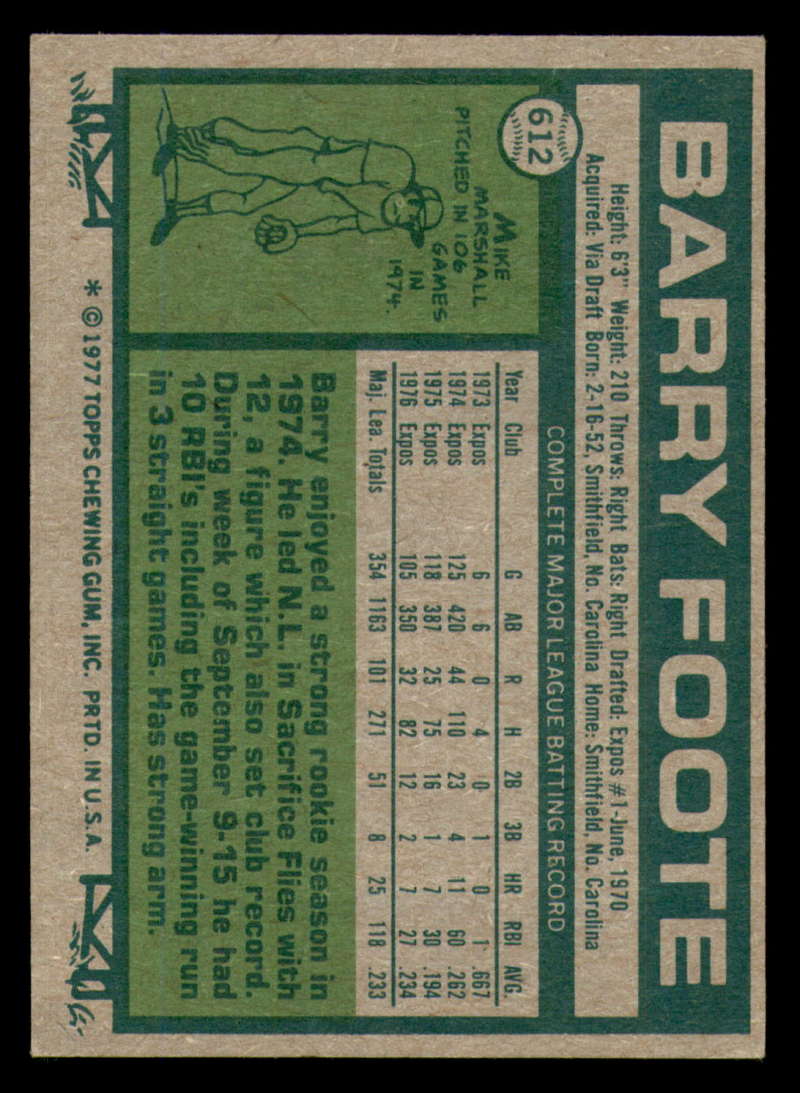 612
BARRY FOOTE
Height: 6'3" Weight: 210 Throws: Right Bats: Right Drafted: Expos #1-June, 1970
Acquired: Via Draft Born: 2-16-52, Smithfield, No. Carolina Home: Smithfield, No. Carolina
COMPLETE MAJOR LEAGUE BATTING RECORD
Year Club G AB R H 2B 3B HR RBI AVG.
1973 Expos 6 6 0 4 0 1 0 1 .667
1974 Expos 125 420 44 110 23 4 11 60 .262
1975 Expos 118 387 25 75 16 1 7 30 .194
1976 Expos 105 350 32 82 12 2 7 27 .234
Maj. Lea. Totals 354 1163 101 271 51 8 25 118 .233
MIKE
MARSHALL
PITCHED IN 106
GAMES
IN
1974.
Barry enjoyed a strong rookie season in
1974. He led N.L. in Sacrifice Flies with
12, a figure which also set club record.
During week of September 9-15 he had
10 RBI's including the game-winning run
in 3 straight games. Has strong arm.
* © 1977 TOPPS CHEWING GUM, INC. PRTD. IN U.S.A.